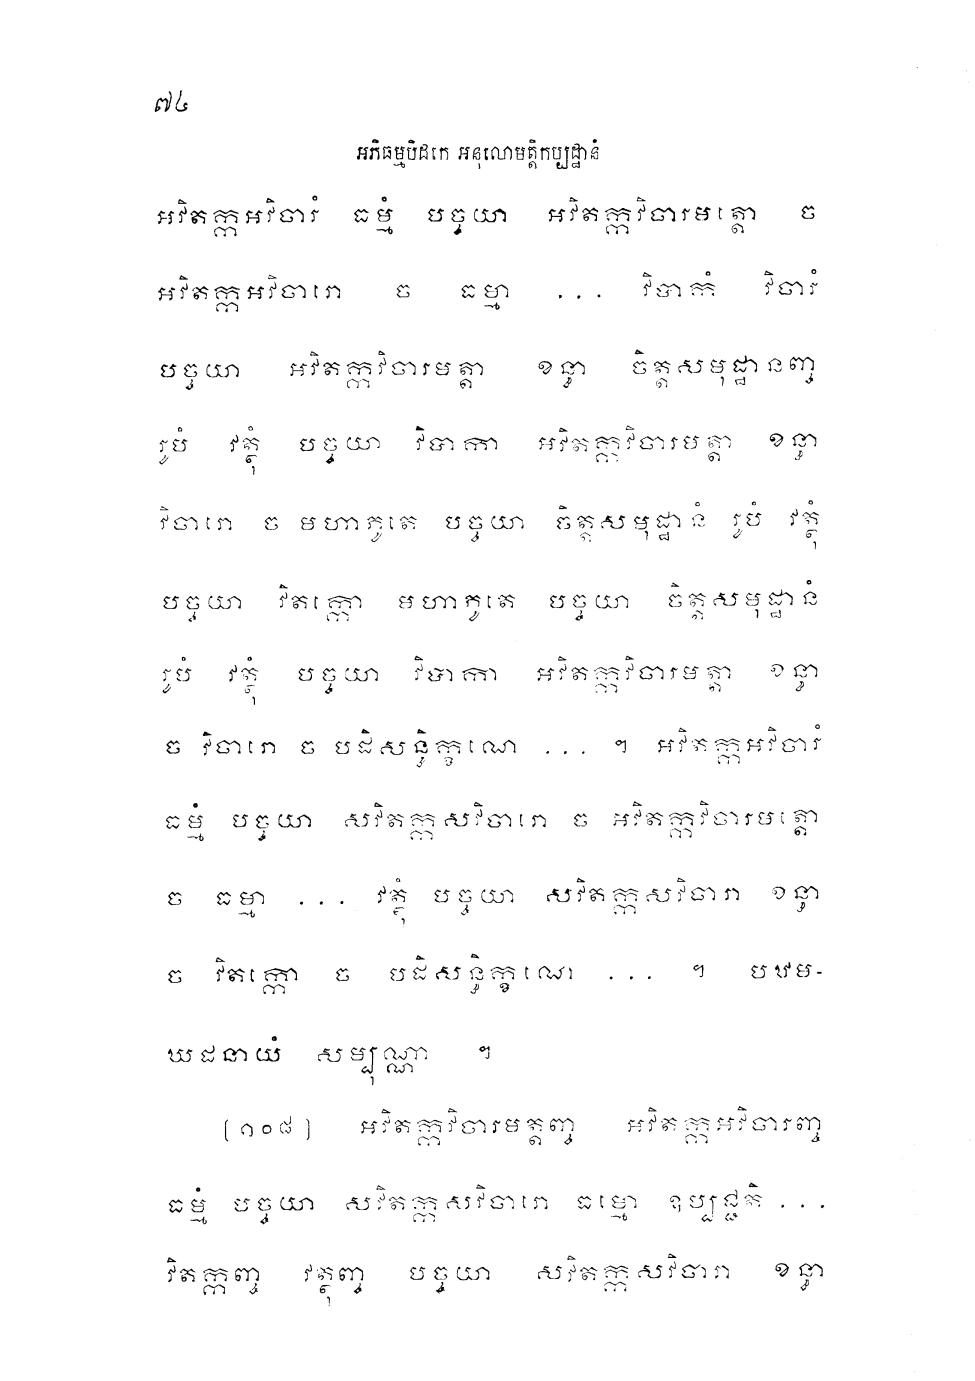 ៧៤
អភិធម្មបិដកេ អនុលោមត្តិកប្បដ្ឋានំ
អវិតក្កអវិចារំ ធម្មំ បច្ចយា អវិតក្កវិចារមត្តោ ច
អវិតក្កអវិចារោ ច ធម្មា ... វិបាកំ វិចារំ
បច្ចយា អវិតក្កវិចារមត្តា ខន្ធា ចិត្តសមុដ្ឋានញ្ច
រូបំ វត្ថុំ បច្ចយា វិបាកា អវិតក្កវិចារមត្តា ខន្ធា
វិចារោ ច មហាភូតេ បច្ចយា ចិត្តសមុដ្ឋានំ រូបំ វត្ថុំ
បច្ចយា វិតក្កោ មហាភូតេ បច្ចយា ចិត្តសមុដ្ឋានំ
រូបំ វត្ថុំ បច្ចយា វិបាកា អវិតក្កវិចារមត្តា ខន្ធា
ច វិចារោ ច បដិសន្ធិក្ខណេ ... ។ អវិតក្កអវិចារំ
ធម្មំ បច្ចយា សវិតក្កសវិចារោ ច អវិតក្កវិចារមត្តោ
ច ធម្មា ... វត្ថុំ បច្ចយា សវិតក្កសវិចារា ខន្ធា
ច វិតក្កោ ច បដិសន្ធិក្ខណេ ... ។ បឋម-
ឃដនាយំ សម្បុណ្ណា ។
[១០៨] អវិតក្កវិចារមត្តញ្ច អវិតក្កអវិចារញ្ច
ធម្មំ បច្ចយា សវិតក្កសវិចារោ ធម្មោ ឧប្បជ្ជតិ ...
វិតក្កញ្ច វត្ថុញ្ច បច្ចយា សវិតក្កសវិចារា ខន្ធា